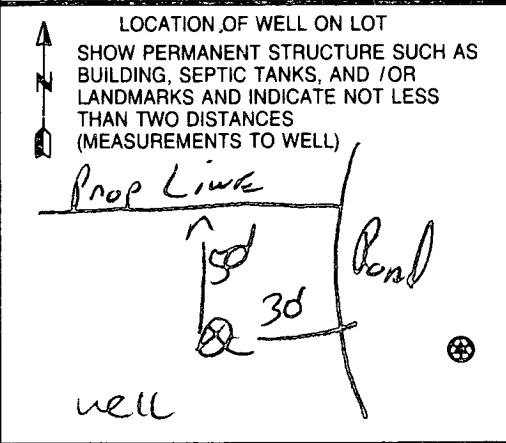 LOCATION OF WELL ON LOT
SHOW PERMANENT STRUCTURE SUCH AS
BUILDING, SEPTIC TANKS, AND / OR
LANDMARKS AND INDICATE NOT LESS
THAN TWO DISTANCES
(MEASUREMENTS TO WELL)
N
Prop Line
50'
30'
well